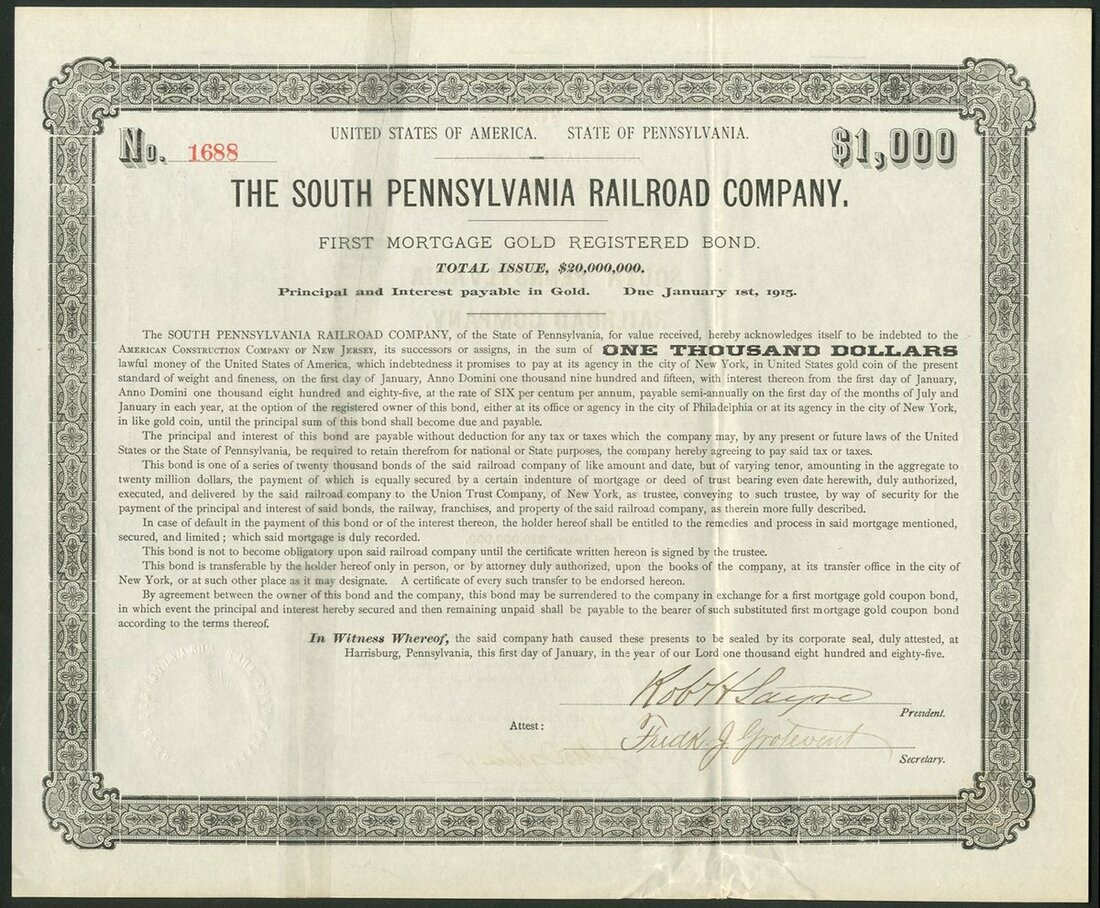 UNITED STATES OF AMERICA. STATE OF PENNSYLVANIA.
No. 1688
$1,000
THE SOUTH PENNSYLVANIA RAILROAD COMPANY.
FIRST MORTGAGE GOLD REGISTERED BOND.
TOTAL ISSUE, $20,000,000.
Principal and Interest payable in Gold. Due January 1st, 1915.
The SOUTH PENNSYLVANIA RAILROAD COMPANY, of the State of Pennsylvania, for value received, hereby acknowledges itself to be indebted to the
AMERICAN CONSTRUCTION COMPANY OF NEW JERSEY, its successors or assigns, in the sum of ONE THOUSAND DOLLARS
lawful money of the United States of America, which indebtedness it promises to pay at its agency in the city of New York, in United States gold coin of the present
standard of weight and fineness, on the first day of January, Anno Domini one thousand nine hundred and fifteen, with interest thereon from the first day of January,
Anno Domini one thousand eight hundred and eighty-five, at the rate of SIX per centum per annum, payable semi-annually on the first day of the months of July and
January in each year, at the option of the registered owner of this bond, either at its office or agency in the city of Philadelphia or at its agency in the city of New York,
in like gold coin, until the principal sum of this bond shall become due and payable.
The principal and interest of this bond are payable without deduction for any tax or taxes which the company may, by any present or future laws of the United
States or the State of Pennsylvania, be required to retain therefrom for national or State purposes, the company hereby agreeing to pay said tax or taxes.
This bond is one of a series of twenty thousand bonds of the said railroad company of like amount and date, but of varying tenor, amounting in the aggregate to
twenty million dollars, the payment of which is equally secured by a certain indenture of mortgage or deed of trust bearing even date herewith, duly authorized,
executed, and delivered by the said railroad company to the Union Trust Company, of New York, as trustee, conveying to such trustee, by way of security for the
payment of the principal and interest of said bonds, the railway, franchises, and property of the said railroad company, as therein more fully described.
In case of default in the payment of this bond or of the interest thereon, the holder hereof shall be entitled to the remedies and process in said mortgage mentioned,
secured, and limited ; which said mortgage is duly recorded.
This bond is not to become obligatory upon said railroad company until the certificate written hereon is signed by the trustee.
This bond is transferable by the holder hereof only in person, or by attorney duly authorized, upon the books of the company, at its transfer office in the city of
New York, or at such other place as it may designate. A certificate of every such transfer to be endorsed hereon.
By agreement between the owner of this bond and the company, this bond may be surrendered to the company in exchange for a first mortgage gold coupon bond,
in which event the principal and interest hereby secured and then remaining unpaid shall be payable to the bearer of such substituted first mortgage gold coupon bond
according to the terms thereof.
In Witness Whereof, the said company hath caused these presents to be sealed by its corporate seal, duly attested, at
Harrisburg, Pennsylvania, this first day of January, in the year of our Lord one thousand eight hundred and eighty-five.
Robt H Sayre
President.
Attest :
Fredk J Grotevent
Secretary.